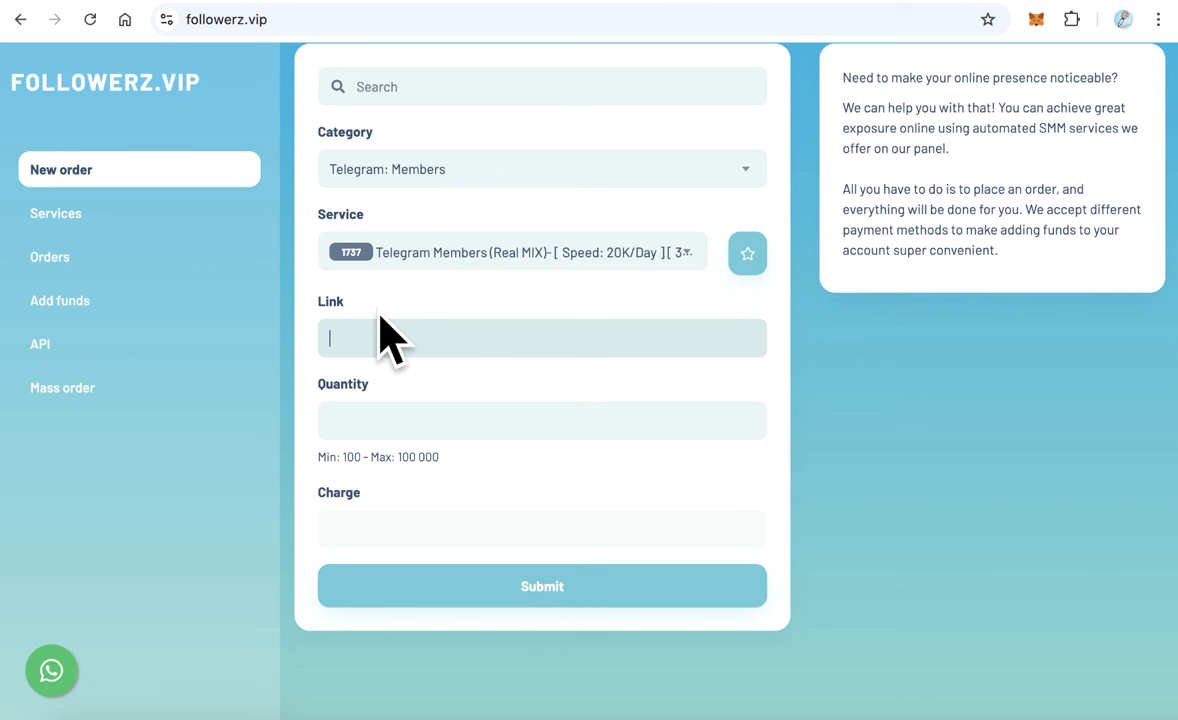 followerz.vip
FOLLOWERZ.VIP
New order
Services
Orders
Add funds
API
Mass order
Search
Category
Telegram: Members
Service
1737 Telegram Members (Real MIX)- [ Speed: 20K/Day ] [ 3...
Link
Quantity
Min: 100 - Max: 100 000
Charge
Submit
Need to make your online presence noticeable?
We can help you with that! You can achieve great
exposure online using automated SMM services we
offer on our panel.
All you have to do is to place an order, and
everything will be done for you. We accept different
payment methods to make adding funds to your
account super convenient.